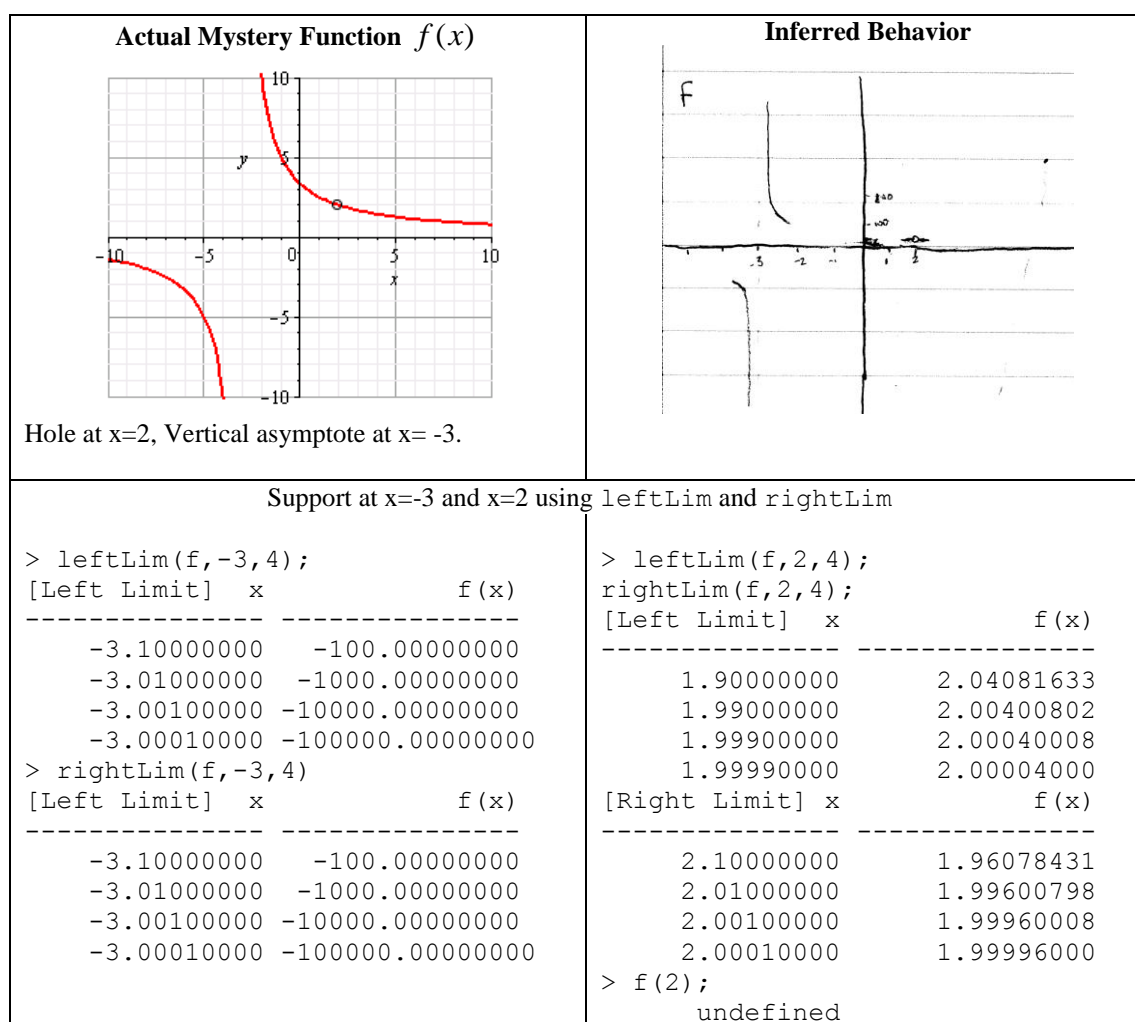 Actual Mystery Function f(x)
10
y
5
-10
-5
0
5
10
x
-5
-10
Hole at x=2, Vertical asymptote at x= -3.
Inferred Behavior
F
100
-3
-2
-1
1
2
Support at x=-3 and x=2 using leftLim and rightLim
> leftLim(f,-3,4);
[Left Limit] x f(x)
--------------- ---------------
-3.10000000 -100.00000000
-3.01000000 -1000.00000000
-3.00100000 -10000.00000000
-3.00010000 -100000.00000000
> rightLim(f,-3,4)
[Left Limit] x f(x)
--------------- ---------------
-3.10000000 -100.00000000
-3.01000000 -1000.00000000
-3.00100000 -10000.00000000
-3.00010000 -100000.00000000
> leftLim(f,2,4);
rightLim(f,2,4);
[Left Limit] x f(x)
--------------- ---------------
1.90000000 2.04081633
1.99000000 2.00400802
1.99900000 2.00040008
1.99990000 2.00004000
[Right Limit] x f(x)
--------------- ---------------
2.10000000 1.96078431
2.01000000 1.99600798
2.00100000 1.99960008
2.00010000 1.99996000
> f(2);
undefined